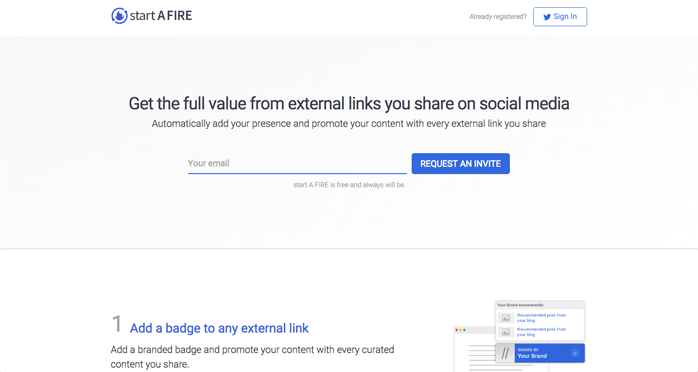 start A FIRE
Already registered?
Sign In
Get the full value from external links you share on social media
Automatically add your presence and promote your content with every external link you share
Your email
REQUEST AN INVITE
start A FIRE is free and always will be.
1 Add a badge to any external link
Add a branded badge and promote your content with every curated
content you share.
Your Brand recommends:
Recommended post from
your blog
Recommended post from
your blog
SHARED BY
Your Brand